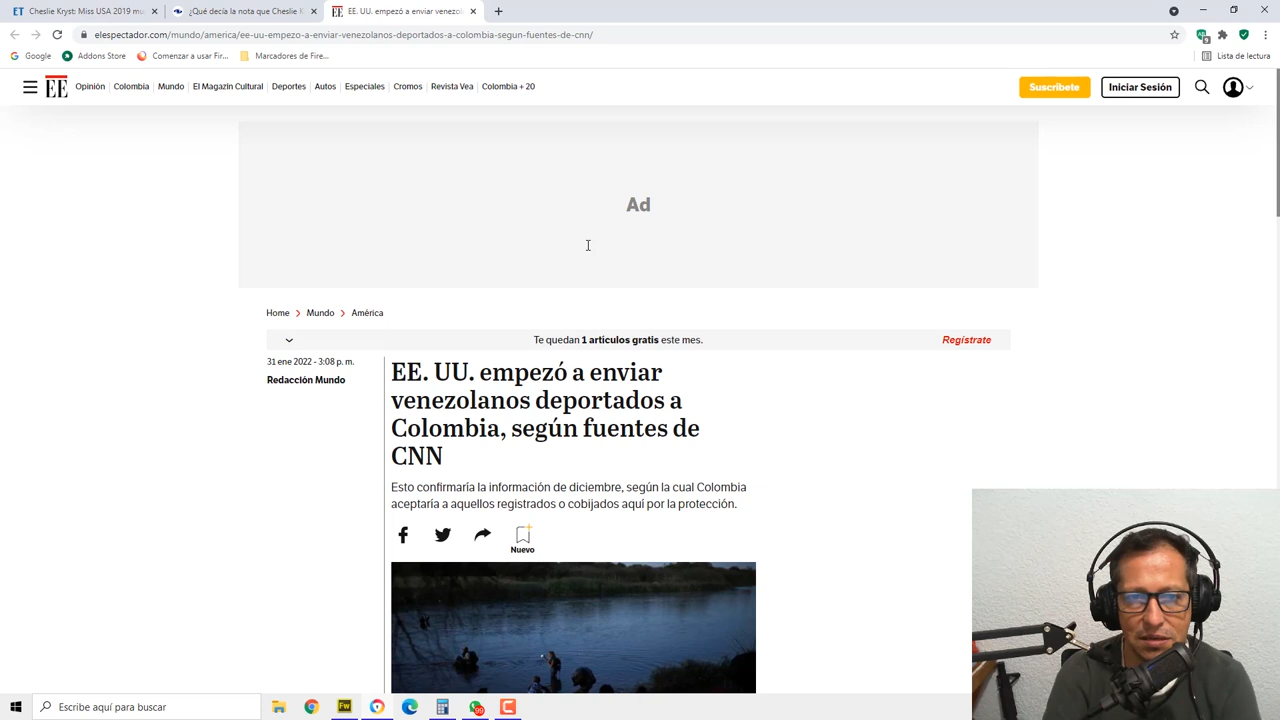 Cheslie Kryst: Miss USA 2019 mu
¿Qué decía la nota que Cheslie K
EE. UU. empezó a enviar venezol
elespectador.com/mundo/america/ee-uu-empezo-a-enviar-venezolanos-deportados-a-colombia-segun-fuentes-de-cnn/
Google Addons Store Comenzar a usar Fir... Marcadores de Fire... Lista de lectura
EE Opinión Colombia Mundo El Magazín Cultural Deportes Autos Especiales Cromos Revista Vea Colombia + 20 Suscríbete Iniciar Sesión
Ad
Home > Mundo > América
Te quedan 1 artículos gratis este mes. Regístrate
31 ene 2022 - 3:08 p. m.
Redacción Mundo
EE. UU. empezó a enviar
venezolanos deportados a
Colombia, según fuentes de
CNN
Esto confirmaría la información de diciembre, según la cual Colombia
aceptaría a aquellos registrados o cobijados aquí por la protección.
Nuevo
Escribe aquí para buscar